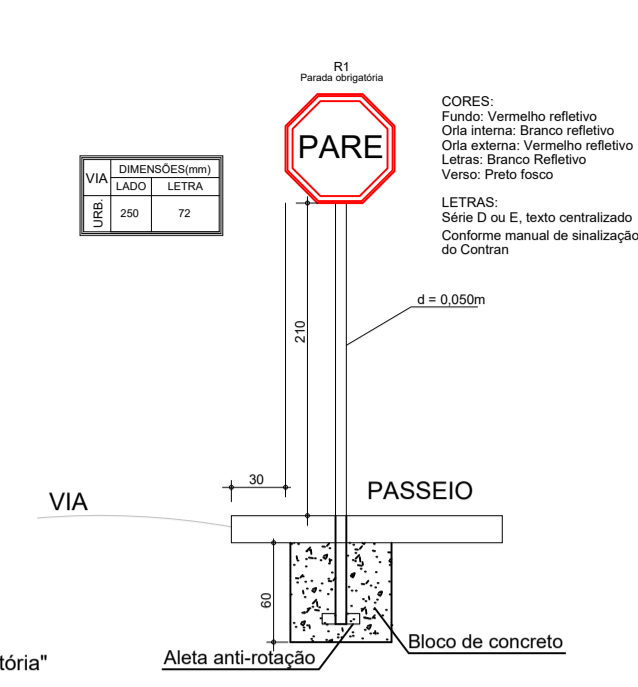 R1
Parada obrigatória
PARE
CORES:
Fundo: Vermelho refletivo
Orla interna: Branco refletivo
Orla externa: Vermelho refletivo
Letras: Branco Refletivo
Verso: Preto fosco
LETRAS:
Série D ou E, texto centralizado
Conforme manual de sinalização
do Contran
VIA DIMENSÕES(mm)
LADO LETRA
URB. 250 72
d = 0,050m
210
30
PASSEIO
VIA
60
Bloco de concreto
Aleta anti-rotação
tória"